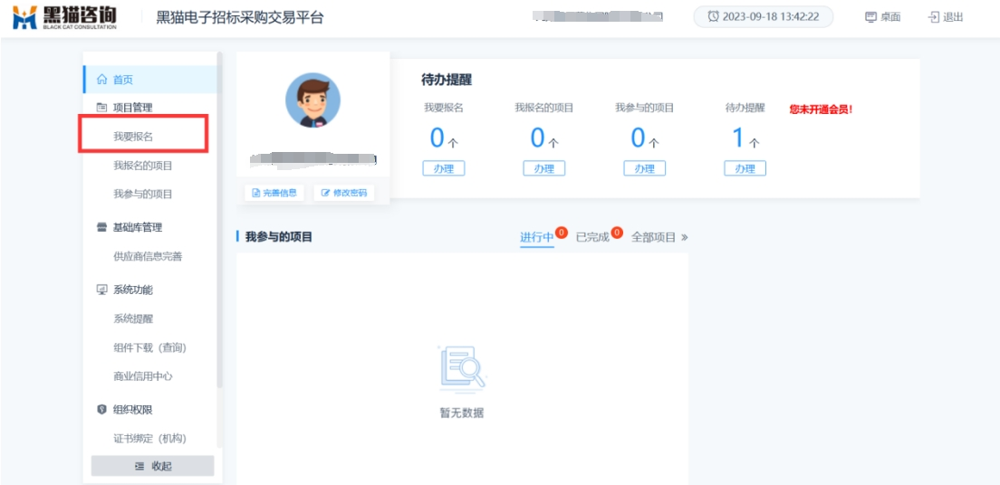 黑猫咨询
BLACK CAT CONSULTATION
黑猫电子招标采购交易平台
2023-09-18 13:42:22
桌面
退出
首页
项目管理
我要报名
我报名的项目
我参与的项目
基础库管理
供应商信息完善
系统功能
系统提醒
组件下载（查询）
商业信用中心
组织权限
证书绑定（机构）
收起
完善信息
修改密码
待办提醒
我要报名
我报名的项目
我参与的项目
待办提醒
您未开通会员!
0个
0个
0个
1个
办理
办理
办理
办理
我参与的项目
进行中 0
已完成 0
全部项目 »
暂无数据